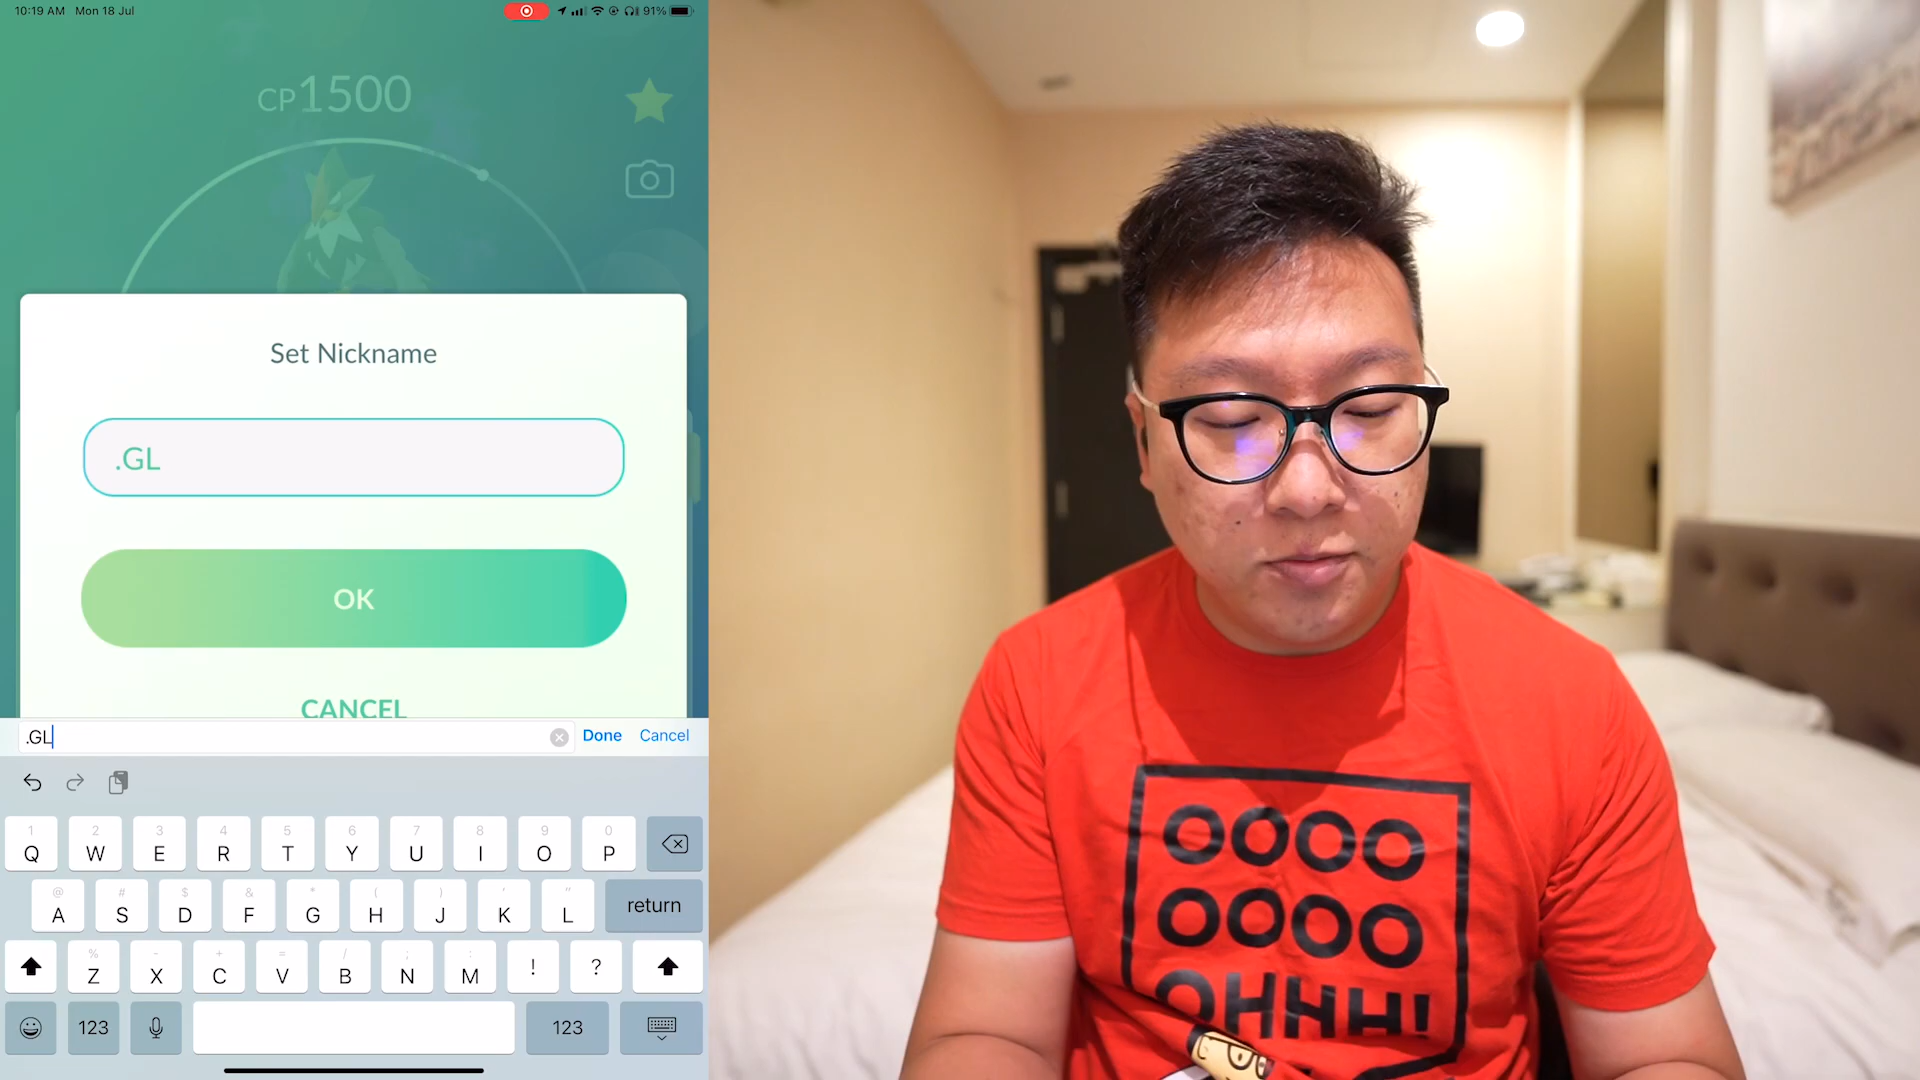 10:19 AM Mon 18 Jul
91%
CP1500
Set Nickname
.GL
OK
CANCEL
.GL
Done Cancel
1 2 3 4 5 6 7 8 9 0
Q W E R T Y U I O P
@ # $ & * ( ) ' "
A S D F G H J K L return
% - + = / ; :
Z X C V B N M ! ?
123 123
OOOO
OOOO
OHHH!